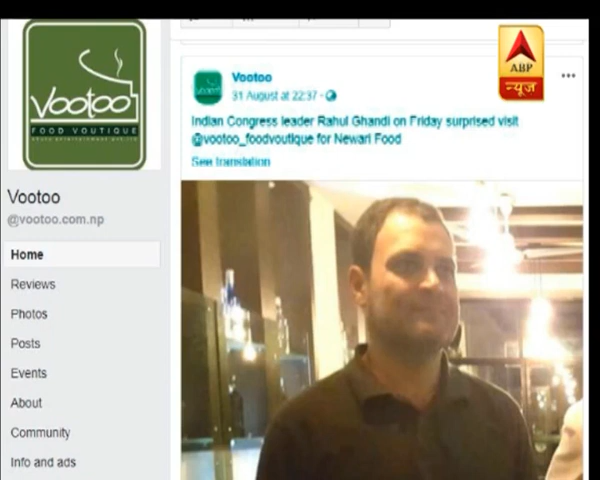 Vootoo
FOOD VOUTIQUE
Vootoo
@vootoo.com.np
Home
Reviews
Photos
Posts
Events
About
Community
Info and ads
Vootoo
31 August at 22:37 ·
Indian Congress leader Rahul Ghandi on Friday surprised visit
@vootoo_foodvoutique for Newari Food
See translation
ABP
न्यूज़